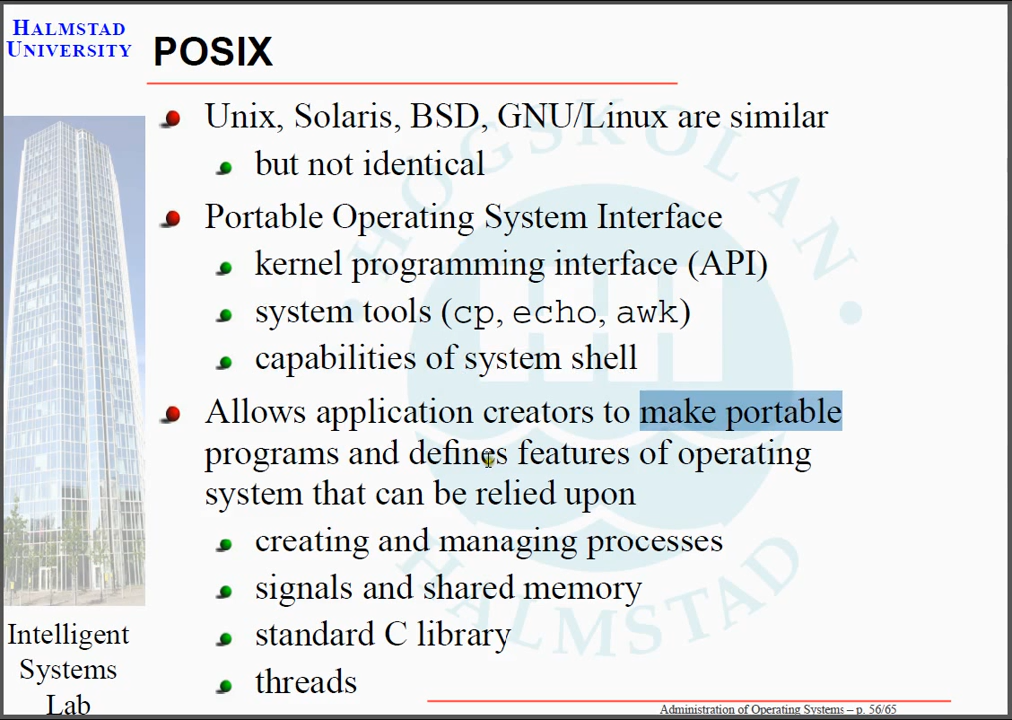 HALMSTAD
UNIVERSITY
POSIX
Unix, Solaris, BSD, GNU/Linux are similar
but not identical
Portable Operating System Interface
kernel programming interface (API)
system tools (cp, echo, awk)
capabilities of system shell
Allows application creators to make portable
programs and defines features of operating
system that can be relied upon
creating and managing processes
signals and shared memory
standard C library
threads
Intelligent
Systems
Lab
Administration of Operating Systems – p. 56/65
HÖGSKOLAN
HALMSTAD